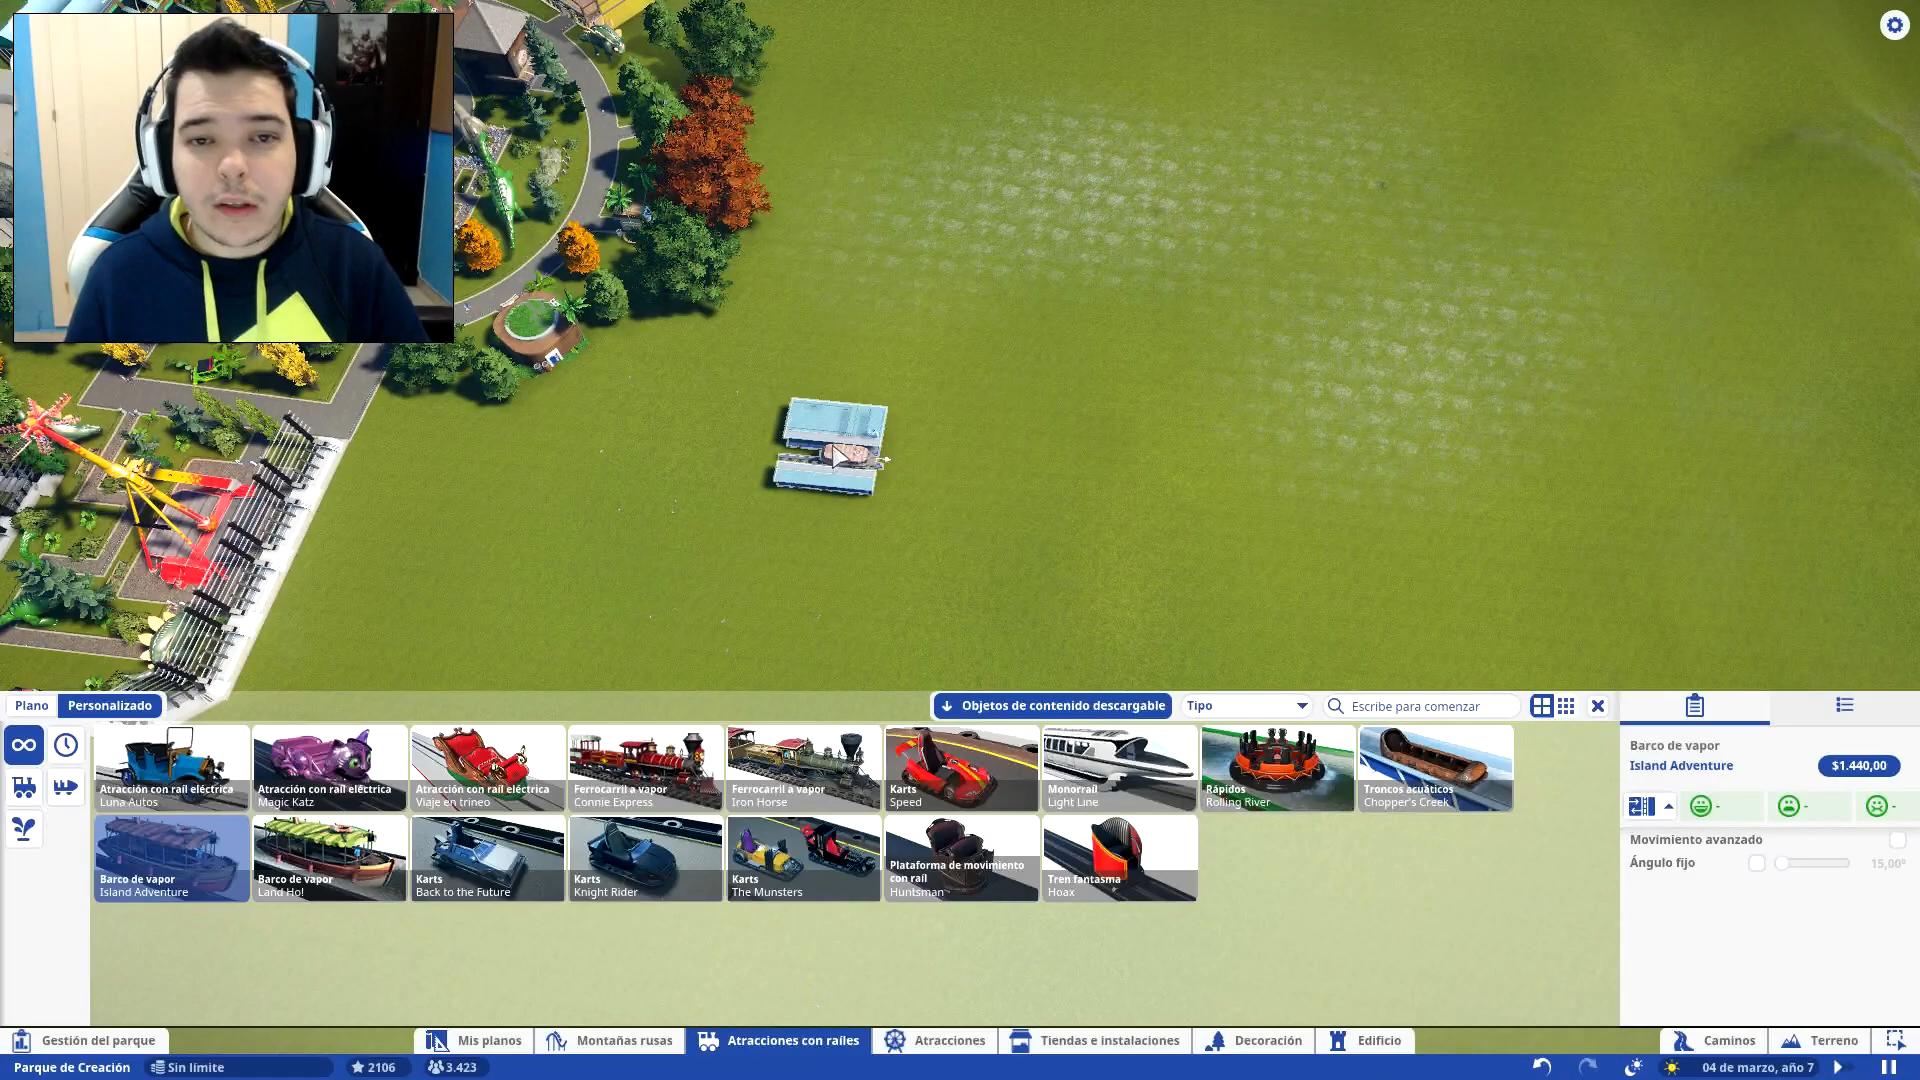 Plano
Personalizado
Objetos de contenido descargable
Tipo
Escribe para comenzar
Atracción con raíl eléctrica
Luna Autos
Atracción con raíl eléctrica
Magic Katz
Atracción con raíl eléctrica
Viaje en trineo
Ferrocarril a vapor
Connie Express
Ferrocarril a vapor
Iron Horse
Karts
Speed
Monorraíl
Light Line
Rápidos
Rolling River
Troncos acuáticos
Chopper's Creek
Barco de vapor
Island Adventure
Barco de vapor
Land Ho!
Karts
Back to the Future
Karts
Knight Rider
Karts
The Munsters
Plataforma de movimiento
con raíl
Huntsman
Tren fantasma
Hoax
Barco de vapor
Island Adventure
$1.440,00
-
-
-
Movimiento avanzado
Ángulo fijo
15,00°
Gestión del parque
Mis planos
Montañas rusas
Atracciones con raíles
Atracciones
Tiendas e instalaciones
Decoración
Edificio
Caminos
Terreno
Parque de Creación
Sin límite
2106
3.423
04 de marzo, año 7